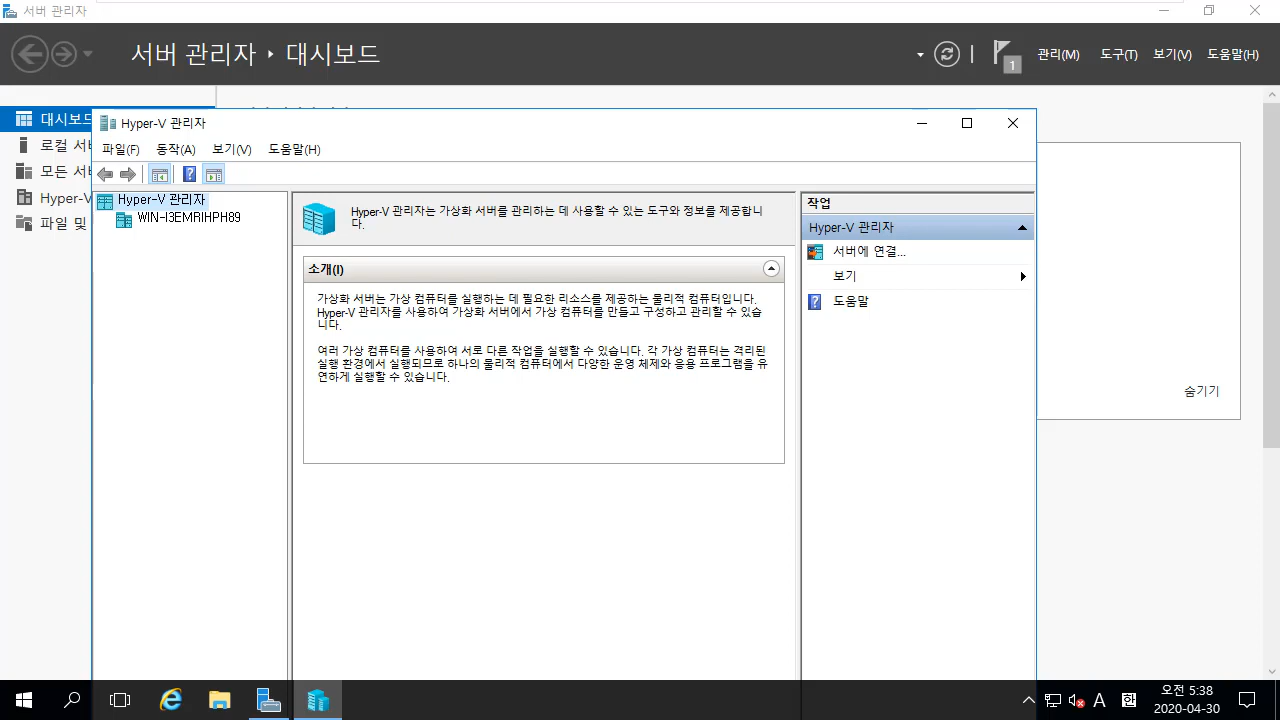 서버 관리자
서버 관리자 ‣ 대시보드
1
관리(M)
도구(T)
보기(V)
도움말(H)
대시보드
로컬 서
모든 서
Hyper-V
파일 및
Hyper-V 관리자
파일(F)
동작(A)
보기(V)
도움말(H)
Hyper-V 관리자
WIN-I3EMRIHPH89
Hyper-V 관리자는 가상화 서버를 관리하는 데 사용할 수 있는 도구와 정보를 제공합니
다.
소개(I)
가상화 서버는 가상 컴퓨터를 실행하는 데 필요한 리소스를 제공하는 물리적 컴퓨터입니다.
Hyper-V 관리자를 사용하여 가상화 서버에서 가상 컴퓨터를 만들고 구성하고 관리할 수 있습
니다.
여러 가상 컴퓨터를 사용하여 서로 다른 작업을 실행할 수 있습니다. 각 가상 컴퓨터는 격리된
실행 환경에서 실행되므로 하나의 물리적 컴퓨터에서 다양한 운영 체제와 응용 프로그램을 유
연하게 실행할 수 있습니다.
작업
Hyper-V 관리자
서버에 연결...
보기
도움말
숨기기
A
한
오전 5:38
2020-04-30